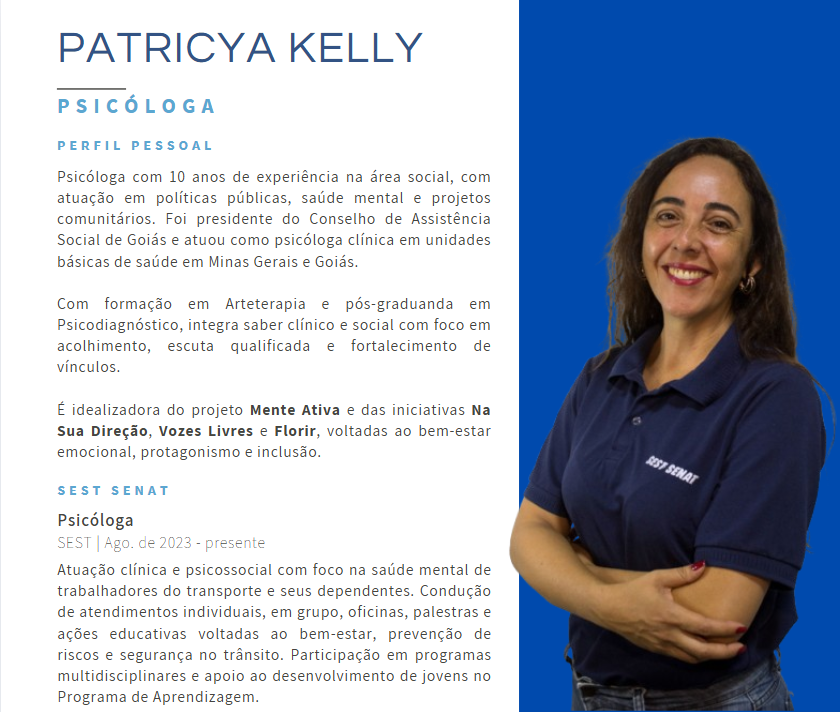 PATRICYA KELLY
PSICÓLOGA
PERFIL PESSOAL
Psicóloga com 10 anos de experiência na área social, com
atuação em políticas públicas, saúde mental e projetos
comunitários. Foi presidente do Conselho de Assistência
Social de Goiás e atuou como psicóloga clínica em unidades
básicas de saúde em Minas Gerais e Goiás.
Com formação em Arteterapia e pós-graduanda em
Psicodiagnóstico, integra saber clínico e social com foco em
acolhimento, escuta qualificada e fortalecimento de
vínculos.
É idealizadora do projeto Mente Ativa e das iniciativas Na
Sua Direção, Vozes Livres e Florir, voltadas ao bem-estar
emocional, protagonismo e inclusão.
SEST SENAT
Psicóloga
SEST | Ago. de 2023 - presente
Atuação clínica e psicossocial com foco na saúde mental de
trabalhadores do transporte e seus dependentes. Condução
de atendimentos individuais, em grupo, oficinas, palestras e
ações educativas voltadas ao bem-estar, prevenção de
riscos e segurança no trânsito. Participação em programas
multidisciplinares e apoio ao desenvolvimento de jovens no
Programa de Aprendizagem.
SEST SENAT